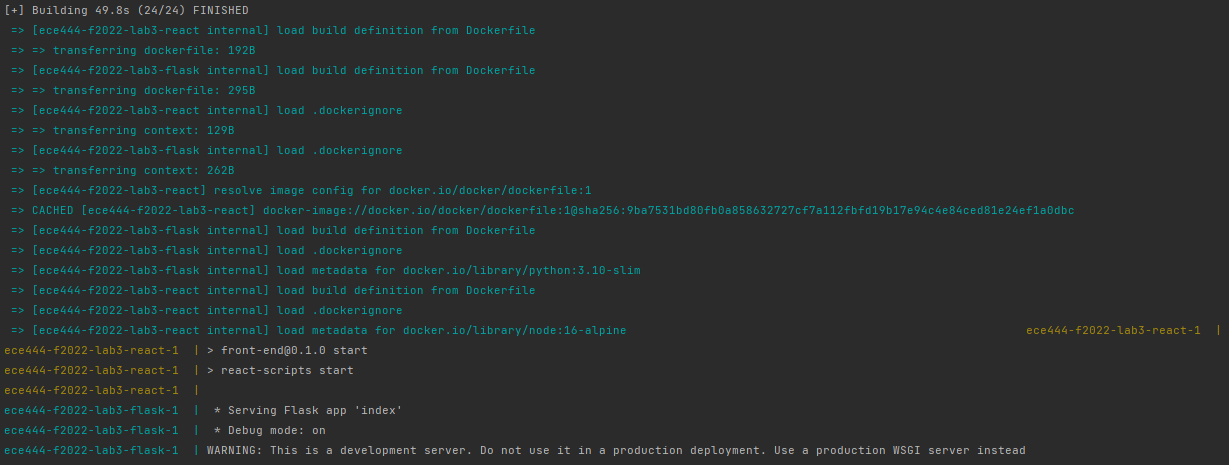 [+] Building 49.8s (24/24) FINISHED
=> [ece444-f2022-lab3-react internal] load build definition from Dockerfile
=> => transferring dockerfile: 192B
=> [ece444-f2022-lab3-flask internal] load build definition from Dockerfile
=> => transferring dockerfile: 295B
=> [ece444-f2022-lab3-react internal] load .dockerignore
=> => transferring context: 129B
=> [ece444-f2022-lab3-flask internal] load .dockerignore
=> => transferring context: 262B
=> [ece444-f2022-lab3-react] resolve image config for docker.io/docker/dockerfile:1
=> CACHED [ece444-f2022-lab3-react] docker-image://docker.io/docker/dockerfile:1@sha256:9ba7531bd80fb0a858632727cf7a112fbfd19b17e94c4e84ced81e24ef1a0dbc
=> [ece444-f2022-lab3-flask internal] load build definition from Dockerfile
=> [ece444-f2022-lab3-flask internal] load .dockerignore
=> [ece444-f2022-lab3-flask internal] load metadata for docker.io/library/python:3.10-slim
=> [ece444-f2022-lab3-react internal] load build definition from Dockerfile
=> [ece444-f2022-lab3-react internal] load .dockerignore
=> [ece444-f2022-lab3-react internal] load metadata for docker.io/library/node:16-alpine ece444-f2022-lab3-react-1 |
ece444-f2022-lab3-react-1 | > front-end@0.1.0 start
ece444-f2022-lab3-react-1 | > react-scripts start
ece444-f2022-lab3-react-1 |
ece444-f2022-lab3-flask-1 | * Serving Flask app 'index'
ece444-f2022-lab3-flask-1 | * Debug mode: on
ece444-f2022-lab3-flask-1 | WARNING: This is a development server. Do not use it in a production deployment. Use a production WSGI server instead